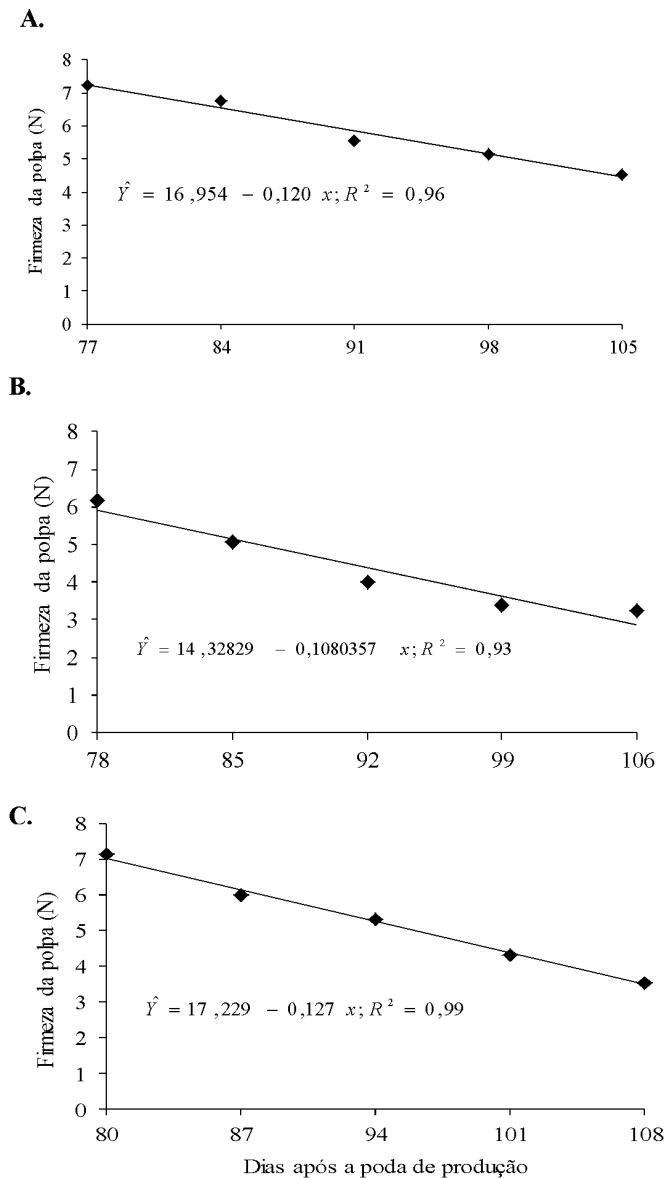 A.
Firmeza da polpa (N)
8
7
6
5
4
3
2
1
0
Ŷ = 16 ,954 − 0,120 x; R² = 0,96
77 84 91 98 105
B.
Firmeza da polpa (N)
8
7
6
5
4
3
2
1
0
Ŷ = 14 ,32829 − 0,1080357 x; R² = 0,93
78 85 92 99 106
C.
Firmeza da polpa (N)
8
7
6
5
4
3
2
1
0
Ŷ = 17 ,229 − 0,127 x; R² = 0,99
80 87 94 101 108
Dias após a poda de produção